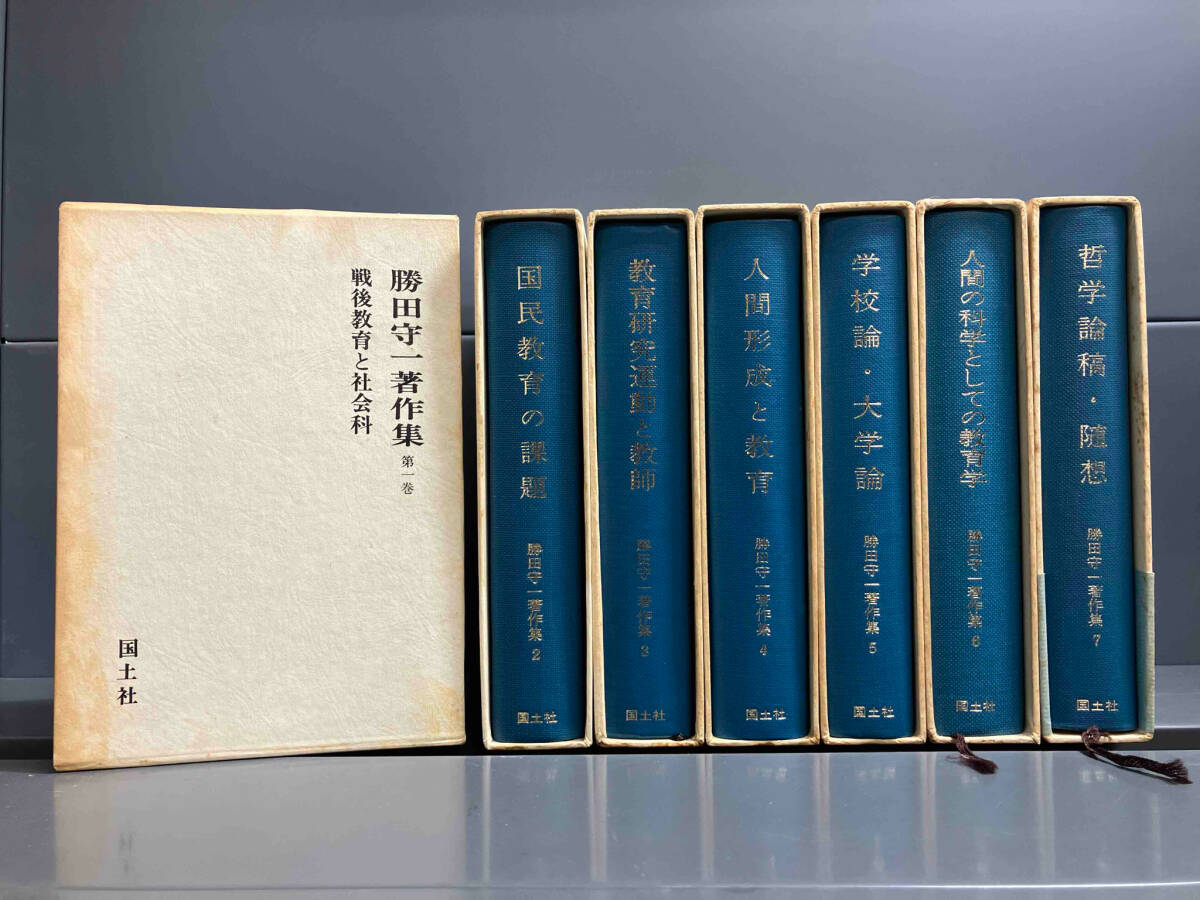 勝田守一著作集 第一巻
戦後教育と社会科
国土社
国民教育の課題
勝田守一著作集 2
国土社
教育研究運動と教師
勝田守一著作集 3
国土社
人間形成と教育
勝田守一著作集 4
国土社
学校論・大学論
勝田守一著作集 5
国土社
人間の科学としての教育学
勝田守一著作集 6
国土社
哲学論稿・随想
勝田守一著作集 7
国土社